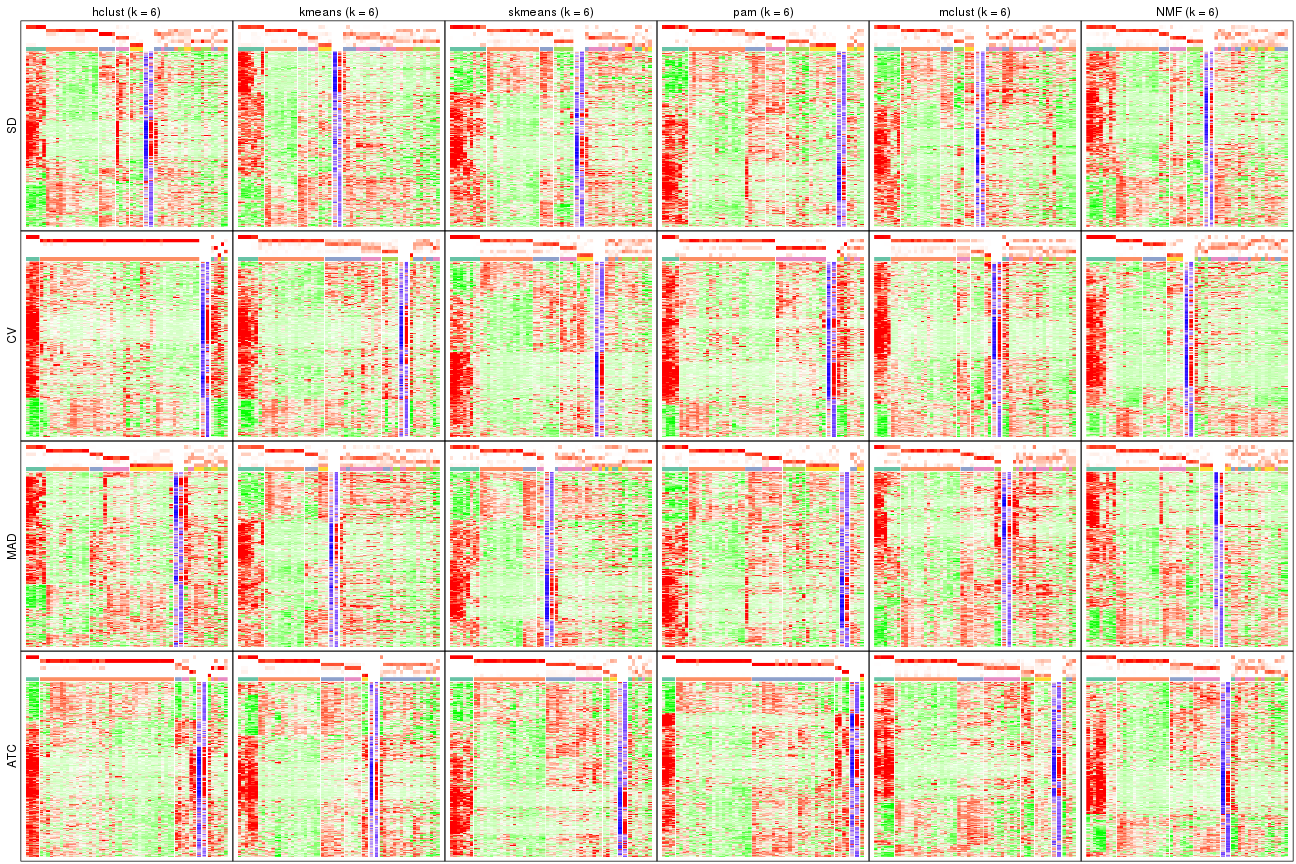 hclust (k = 6) kmeans (k = 6) skmeans (k = 6) pam (k = 6) mclust (k = 6) NMF (k = 6)
SD
CV
MAD
ATC